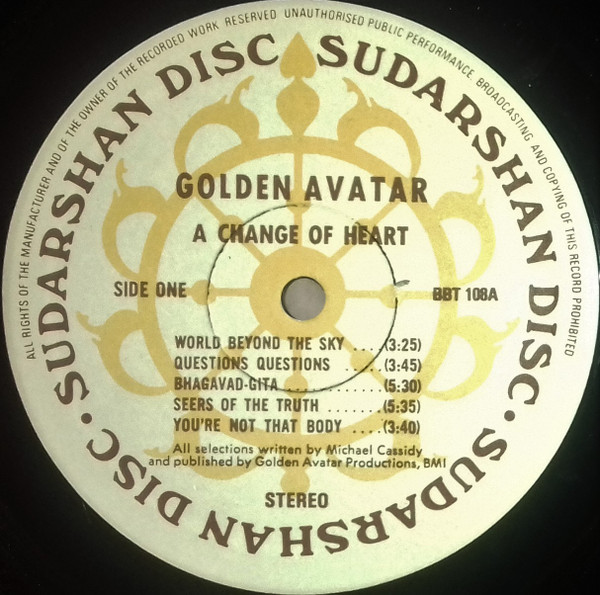 ALL RIGHTS OF THE MANUFACTURER AND OF THE OWNER OF THE RECORDED WORK RESERVED UNAUTHORISED PUBLIC PERFORMANCE BROADCASTING AND COPYING OF THIS RECORD PROHIBITED
SUDARSHAN DISC · SUDARSHAN DISC · SUDARSHAN DISC ·
GOLDEN AVATAR
A CHANGE OF HEART
SIDE ONE
BBT 108A
WORLD BEYOND THE SKY ....(3:25)
QUESTIONS QUESTIONS ....(3:45)
BHAGAVAD-GITA ..............(5:30)
SEERS OF THE TRUTH .......(5:35)
YOU'RE NOT THAT BODY ....(3:40)
All selections written by Michael Cassidy
and published by Golden Avatar Productions, BMI
STEREO